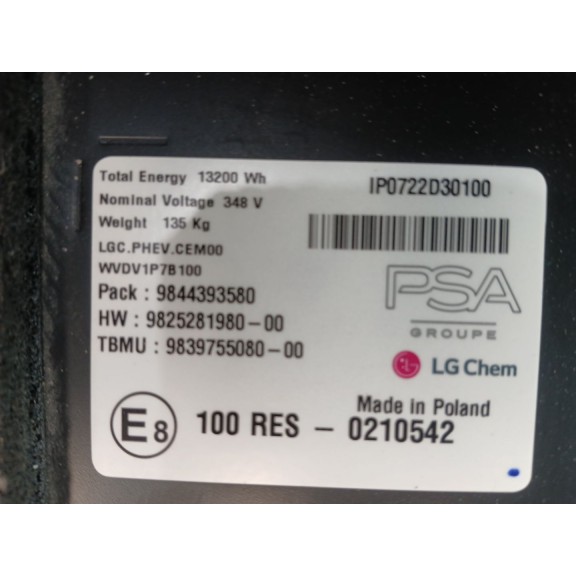 Total Energy 13200 Wh
Nominal Voltage 348 V
Weight 135 Kg
LGC.PHEV.CEM00
WVDV1P7B100
Pack : 9844393580
HW : 9825281980-00
TBMU : 9839755080-00
IP0722D30100
PSA
GROUPE
LG LG Chem
Made in Poland
E8 100 RES - 0210542